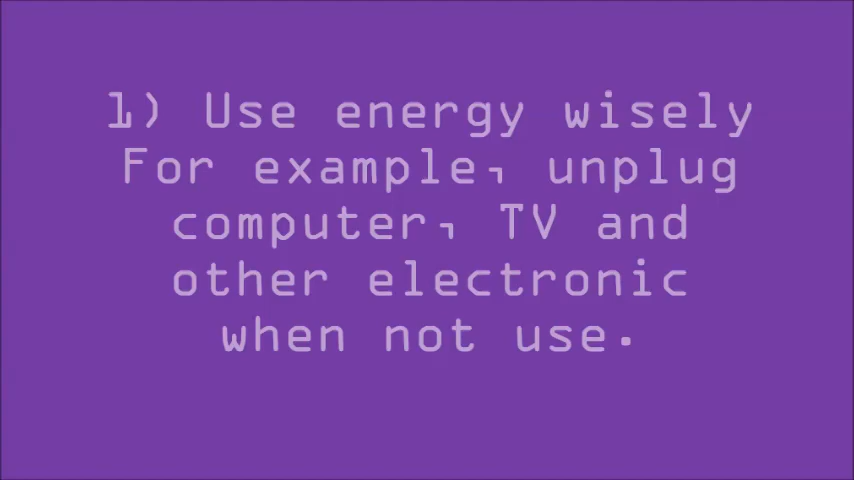 1) Use energy wisely
For example, unplug
computer, TV and
other electronic
when not use.